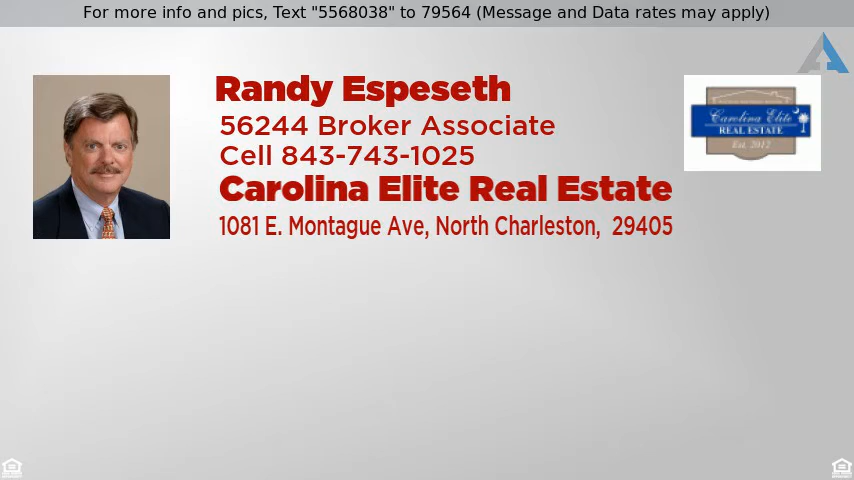 For more info and pics, Text "5568038" to 79564 (Message and Data rates may apply)
Randy Espeseth
56244 Broker Associate
Cell 843-743-1025
Carolina Elite Real Estate
1081 E. Montague Ave, North Charleston, 29405
Carolina Elite
REAL ESTATE
Est. 2012